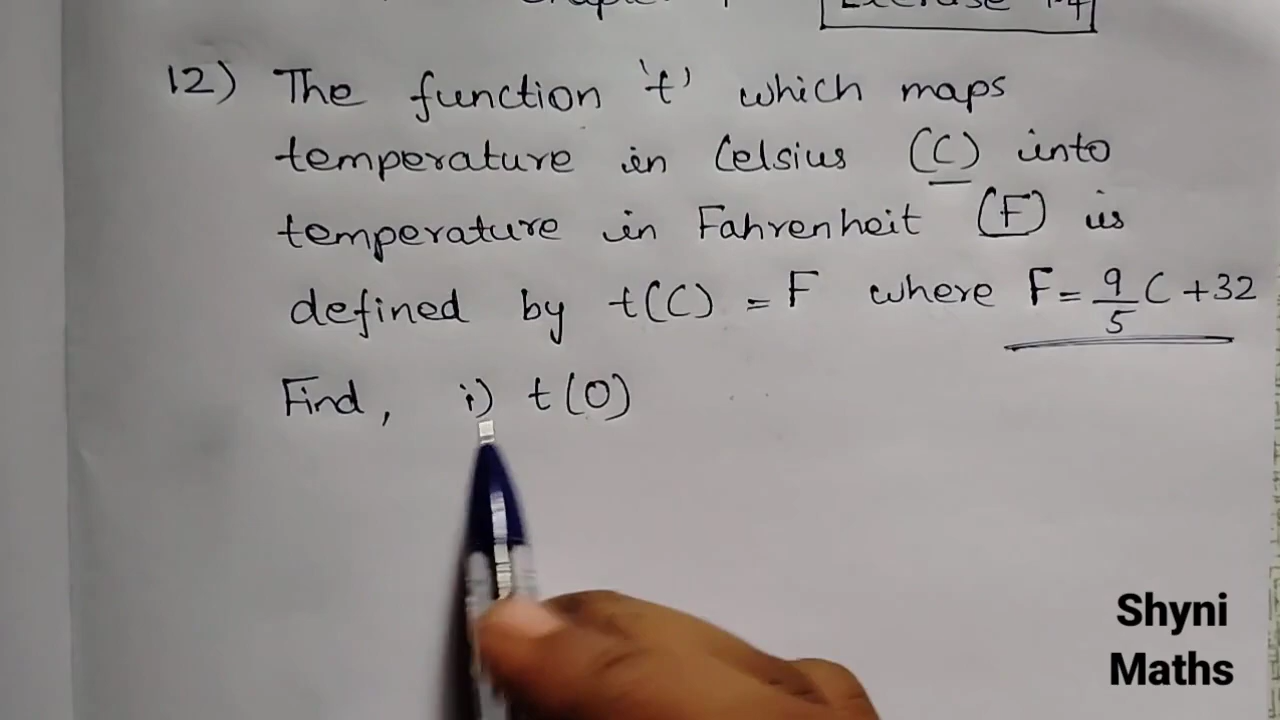 12) The function 't' which maps
temperature in Celsius (C) into
temperature in Fahrenheit (F) is
defined by t(C) = F where F = 9/5 C + 32
Find, i) t(0)
Shyni
Maths